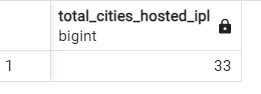 total_cities_hosted_ipl
bigint
1 33